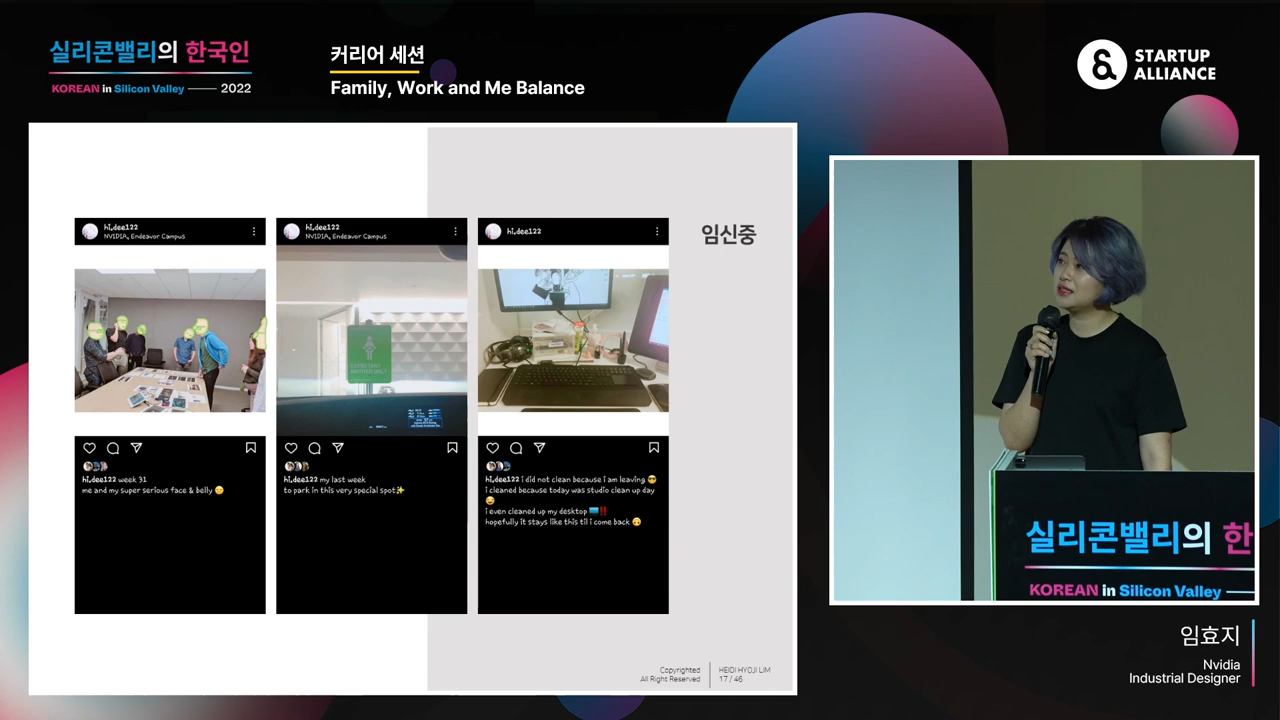 실리콘밸리의 한국인
KOREAN in Silicon Valley 2022
커리어 세션
Family, Work and Me Balance
STARTUP
ALLIANCE
hi.dee122
NVIDIA, Endeavor Campus
week 31
me and my super serious face & belly 😑
hi.dee122
NVIDIA, Endeavor Campus
EXPECTANT
MOTHER ONLY
hi.dee122 my last week
to park in this very special spot✨
hi.dee122
hi.dee122 i did not clean because i am leaving 😎
i cleaned because today was studio clean up day
😂
i even cleaned up my desktop 🖥‼
hopefully it stays like this til i come back 🙃
임신중
Copyrighted
All Right Reserved
HEIDI HYOJI LIM
17 / 46
실리콘밸리의 한
KOREAN in Silicon Valley
임효지
Nvidia
Industrial Designer